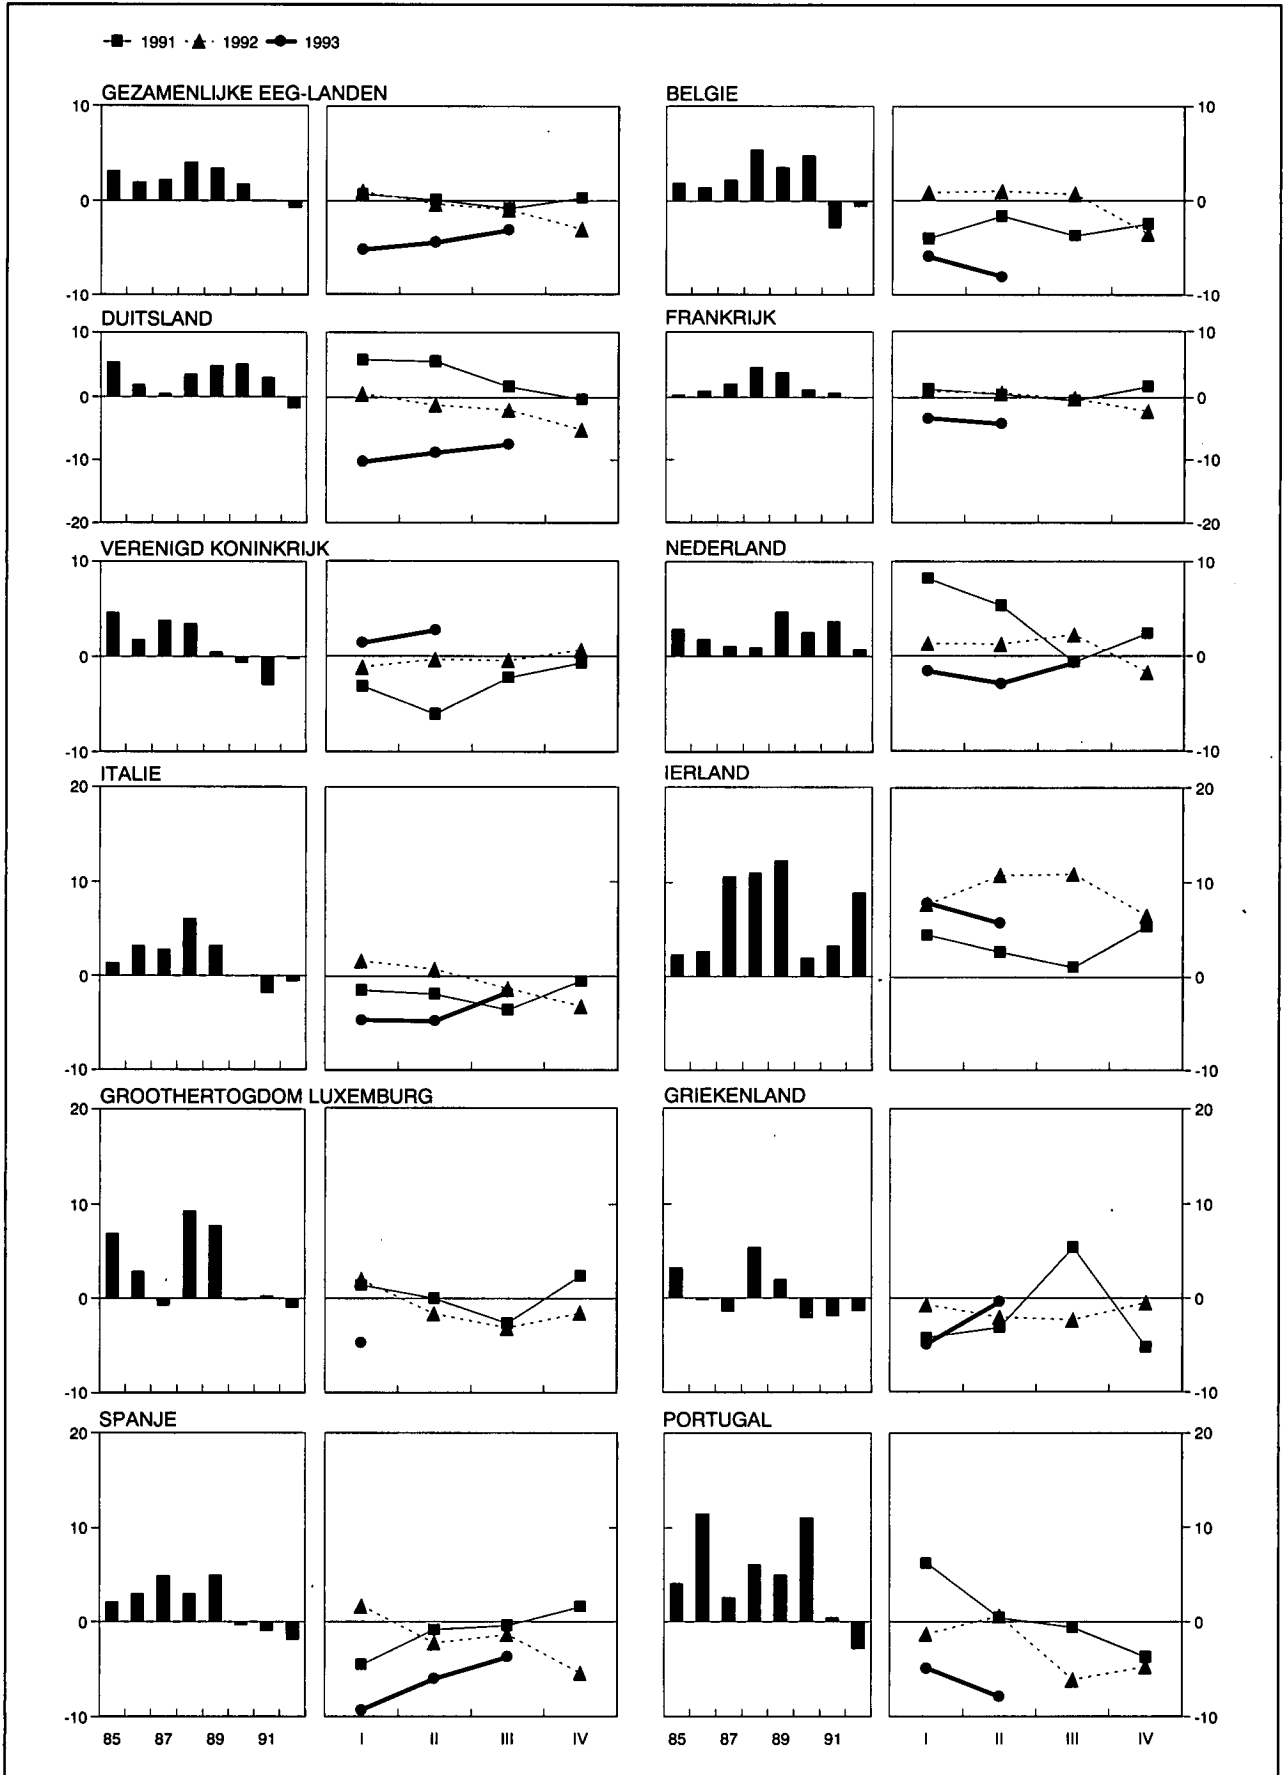 1991 1992 1993
GEZAMENLIJKE EEG-LANDEN BELGIE
10 10
0 0
-10 -10
DUITSLAND FRANKRIJK
10 10
0 0
-10 -10
-20 -20
VERENIGD KONINKRIJK NEDERLAND
10 10
0 0
-10 -10
ITALIE IERLAND
20 20
10 10
0 0
-10 -10
GROOTHERTOGDOM LUXEMBURG GRIEKENLAND
20 20
10 10
0 0
-10 -10
SPANJE PORTUGAL
20 20
10 10
0 0
-10 -10
85 87 89 91 I II III IV 85 87 89 91 I II III IV